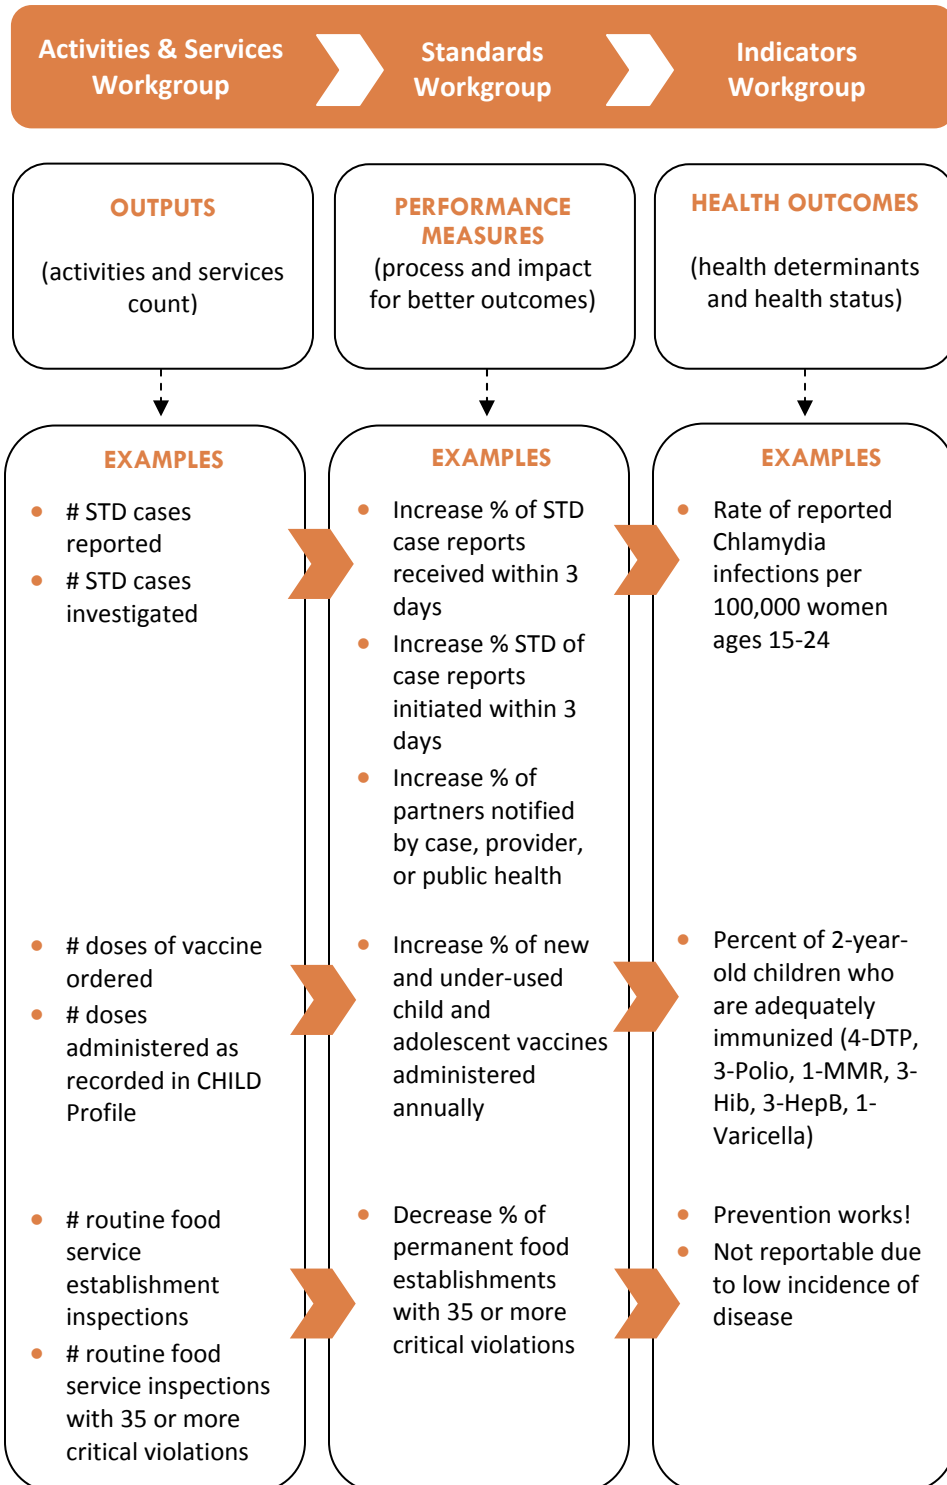 Activities & Services
Workgroup
Standards
Workgroup
Indicators
Workgroup
OUTPUTS
(activities and services
count)
PERFORMANCE
MEASURES
(process and impact
for better outcomes)
HEALTH OUTCOMES
(health determinants
and health status)
EXAMPLES
• # STD cases
reported
• # STD cases
investigated
• # doses of vaccine
ordered
• # doses
administered as
recorded in CHILD
Profile
• # routine food
service
establishment
inspections
• # routine food
service inspections
with 35 or more
critical violations
EXAMPLES
• Increase % of STD
case reports
received within 3
days
• Increase % STD of
case reports
initiated within 3
days
• Increase % of
partners notified
by case, provider,
or public health
• Increase % of new
and under-used
child and
adolescent vaccines
administered
annually
• Decrease % of
permanent food
establishments
with 35 or more
critical violations
EXAMPLES
• Rate of reported
Chlamydia
infections per
100,000 women
ages 15-24
• Percent of 2-year-
old children who
are adequately
immunized (4-DTP,
3-Polio, 1-MMR, 3-
Hib, 3-HepB, 1-
Varicella)
• Prevention works!
• Not reportable due
to low incidence of
disease